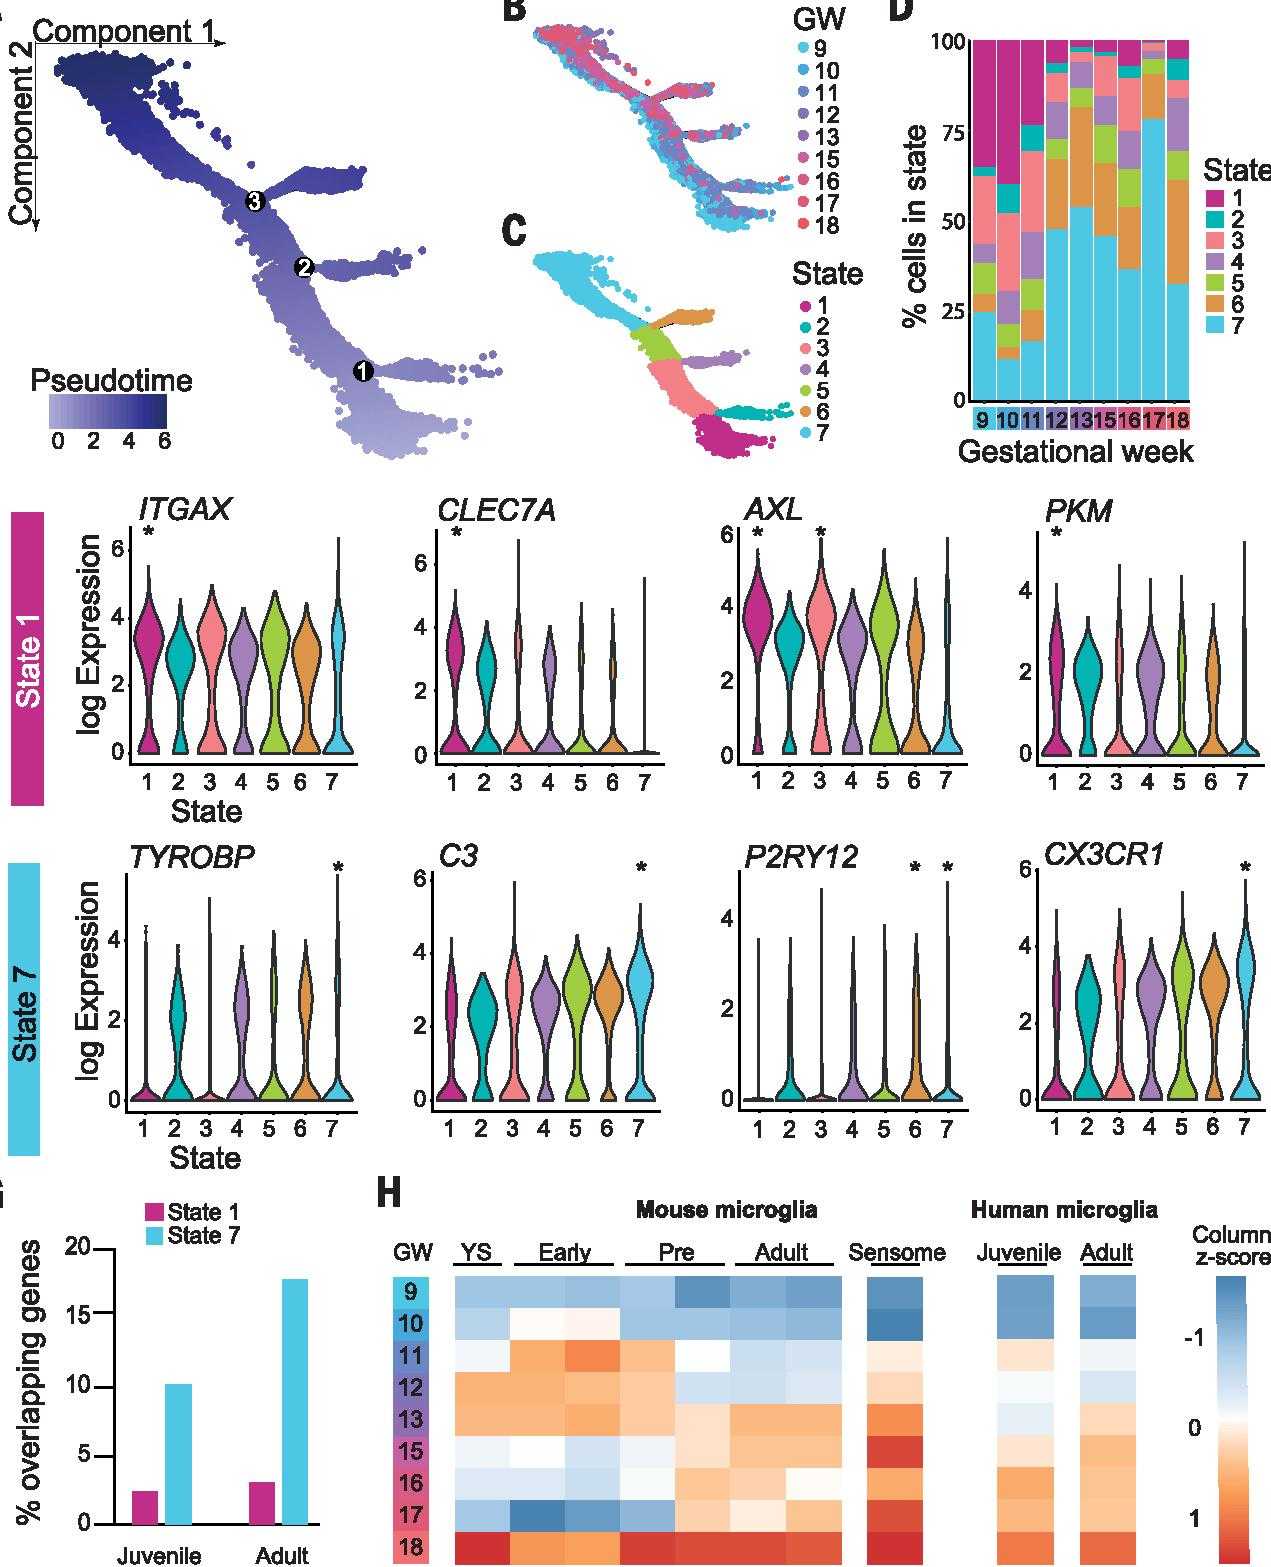 Component 1
Component 2
3
2
1
Pseudotime
0 2 4 6
B
GW
9
10
11
12
13
15
16
17
18
C
State
1
2
3
4
5
6
7
D
% cells in state
100
75
50
25
0
9 10 11 12 13 15 16 17 18
Gestational week
State
1
2
3
4
5
6
7
State 1
log Expression
ITGAX
*
6
4
2
0
1 2 3 4 5 6 7
State
CLEC7A
*
6
4
2
0
1 2 3 4 5 6 7
AXL
* *
6
4
2
0
1 2 3 4 5 6 7
PKM
*
4
2
0
1 2 3 4 5 6 7
State 7
log Expression
TYROBP
*
4
2
0
1 2 3 4 5 6 7
State
C3
*
6
4
2
0
1 2 3 4 5 6 7
P2RY12
* *
4
2
0
1 2 3 4 5 6 7
CX3CR1
*
6
4
2
0
1 2 3 4 5 6 7
State 1
State 7
% overlapping genes
20
15
10
5
0
Juvenile Adult
H
Mouse microglia Human microglia
GW YS Early Pre Adult Sensome Juvenile Adult
9
10
11
12
13
15
16
17
18
Column
z-score
-1
0
1